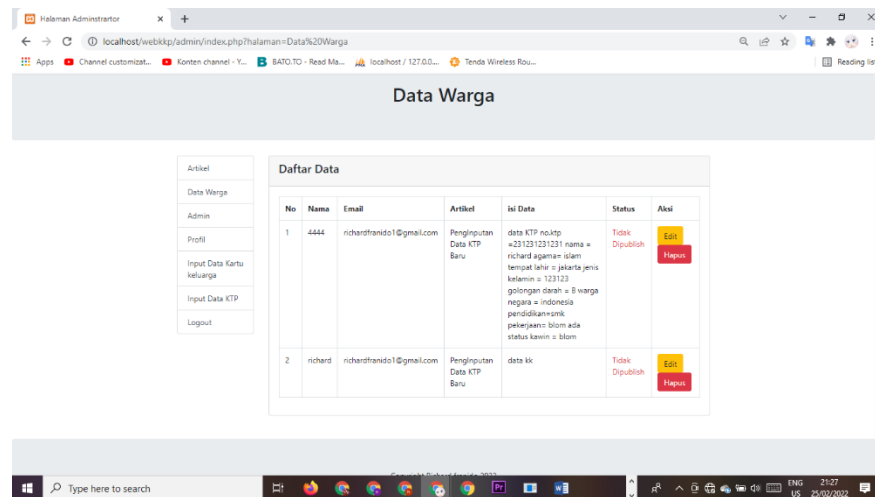 Halaman Adminstrartor
localhost/webkkp/admin/index.php?halaman=Data%20Warga
Apps Channel customizat... Konten channel - Y... BATO.TO - Read Ma... localhost / 127.0.0... Tenda Wireless Rou... Reading lis
Data Warga
Artikel
Data Warga
Admin
Profil
Input Data Kartu
keluarga
Input Data KTP
Logout
Daftar Data
No Nama Email Artikel isi Data Status Aksi
1 4444 richardfranido1@gmail.com PengInputan Data KTP Baru
data KTP no.ktp
=231231231231 nama =
richard agama= islam
tempat lahir = jakarta jenis
kelamin = 123123
golongan darah = B warga
negara = indonesia
pendidikan=smk
pekerjaan= blom ada
status kawin = blom
Tidak
Dipublish
Edit
Hapus
2 richard richardfranido1@gmail.com PengInputan Data KTP Baru
data kk
Tidak
Dipublish
Edit
Hapus
Copyright Richard franido 2022
Type here to search
ENG 21:27
US 25/02/2022